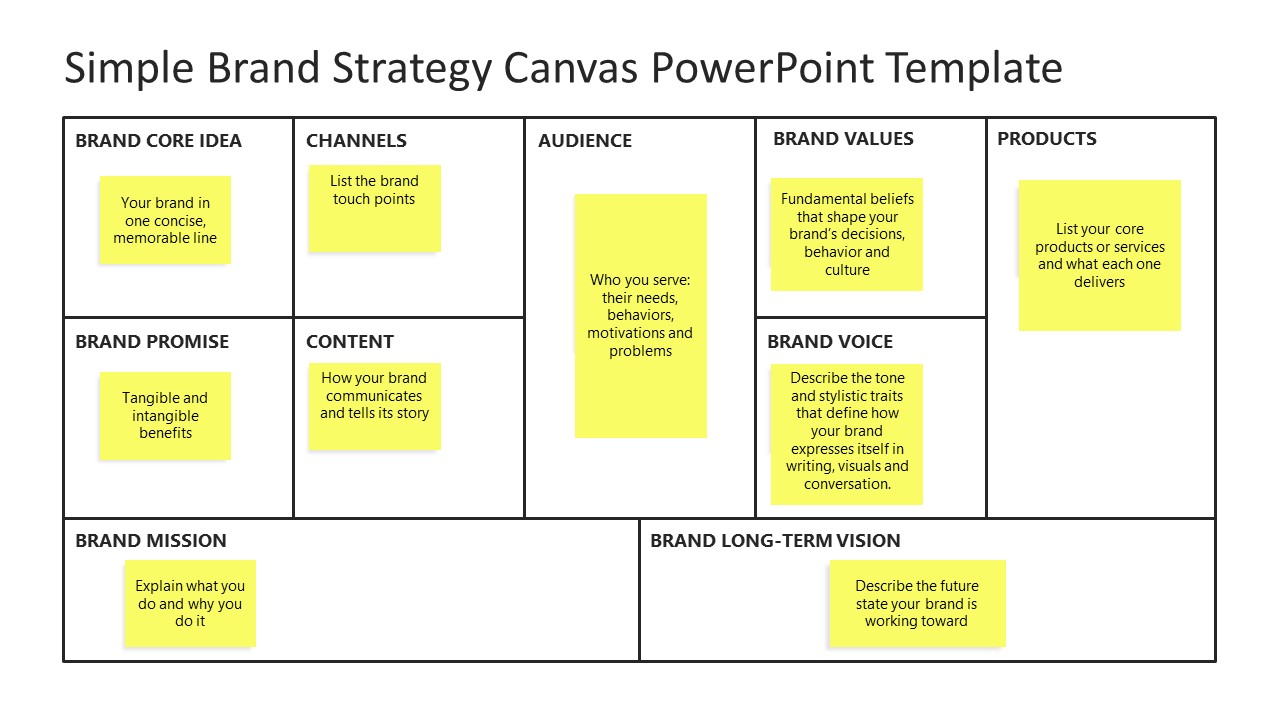 Simple Brand Strategy Canvas PowerPoint Template
BRAND CORE IDEA
Your brand in
one concise,
memorable line
CHANNELS
List the brand
touch points
AUDIENCE
Who you serve:
their needs,
behaviors,
motivations and
problems
BRAND VALUES
Fundamental beliefs
that shape your
brand’s decisions,
behavior and
culture
PRODUCTS
List your core
products or services
and what each one
delivers
BRAND PROMISE
Tangible and
intangible
benefits
CONTENT
How your brand
communicates
and tells its story
BRAND VOICE
Describe the tone
and stylistic traits
that define how
your brand
expresses itself in
writing, visuals and
conversation.
BRAND MISSION
Explain what you
do and why you
do it
BRAND LONG-TERM VISION
Describe the future
state your brand is
working toward